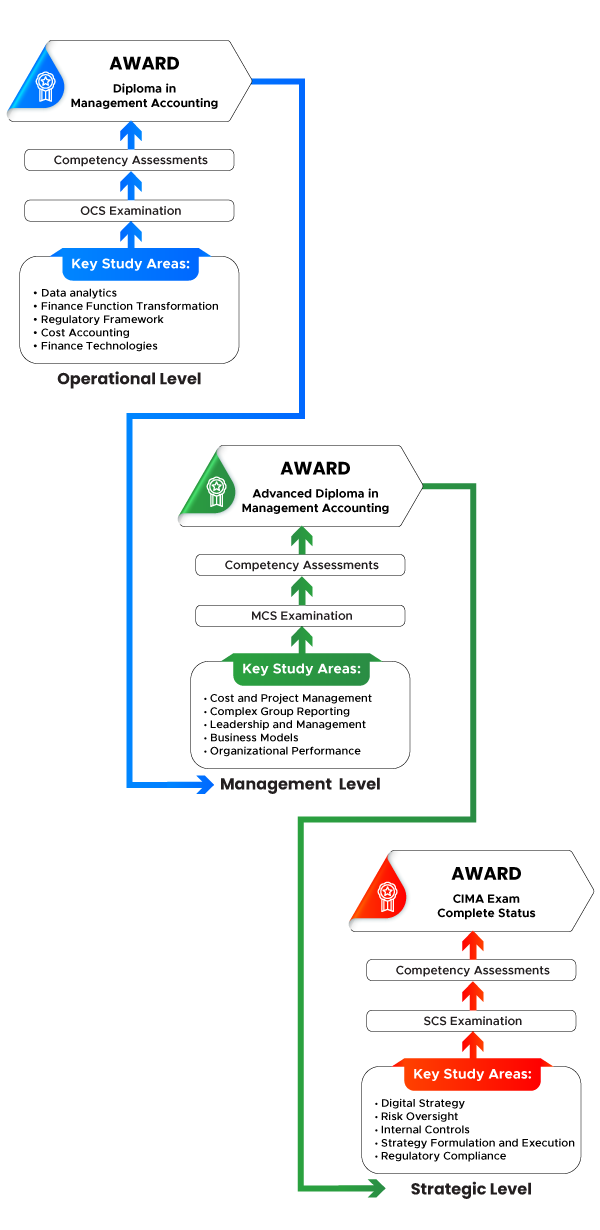 AWARD
Diploma in
Management Accounting
Competency Assessments
OCS Examination
Key Study Areas:
• Data analytics
• Finance Function Transformation
• Regulatory Framework
• Cost Accounting
• Finance Technologies
Operational Level
AWARD
Advanced Diploma in
Management Accounting
Competency Assessments
MCS Examination
Key Study Areas:
• Cost and Project Management
• Complex Group Reporting
• Leadership and Management
• Business Models
• Organizational Performance
Management Level
AWARD
CIMA Exam
Complete Status
Competency Assessments
SCS Examination
Key Study Areas:
• Digital Strategy
• Risk Oversight
• Internal Controls
• Strategy Formulation and Execution
• Regulatory Compliance
Strategic Level